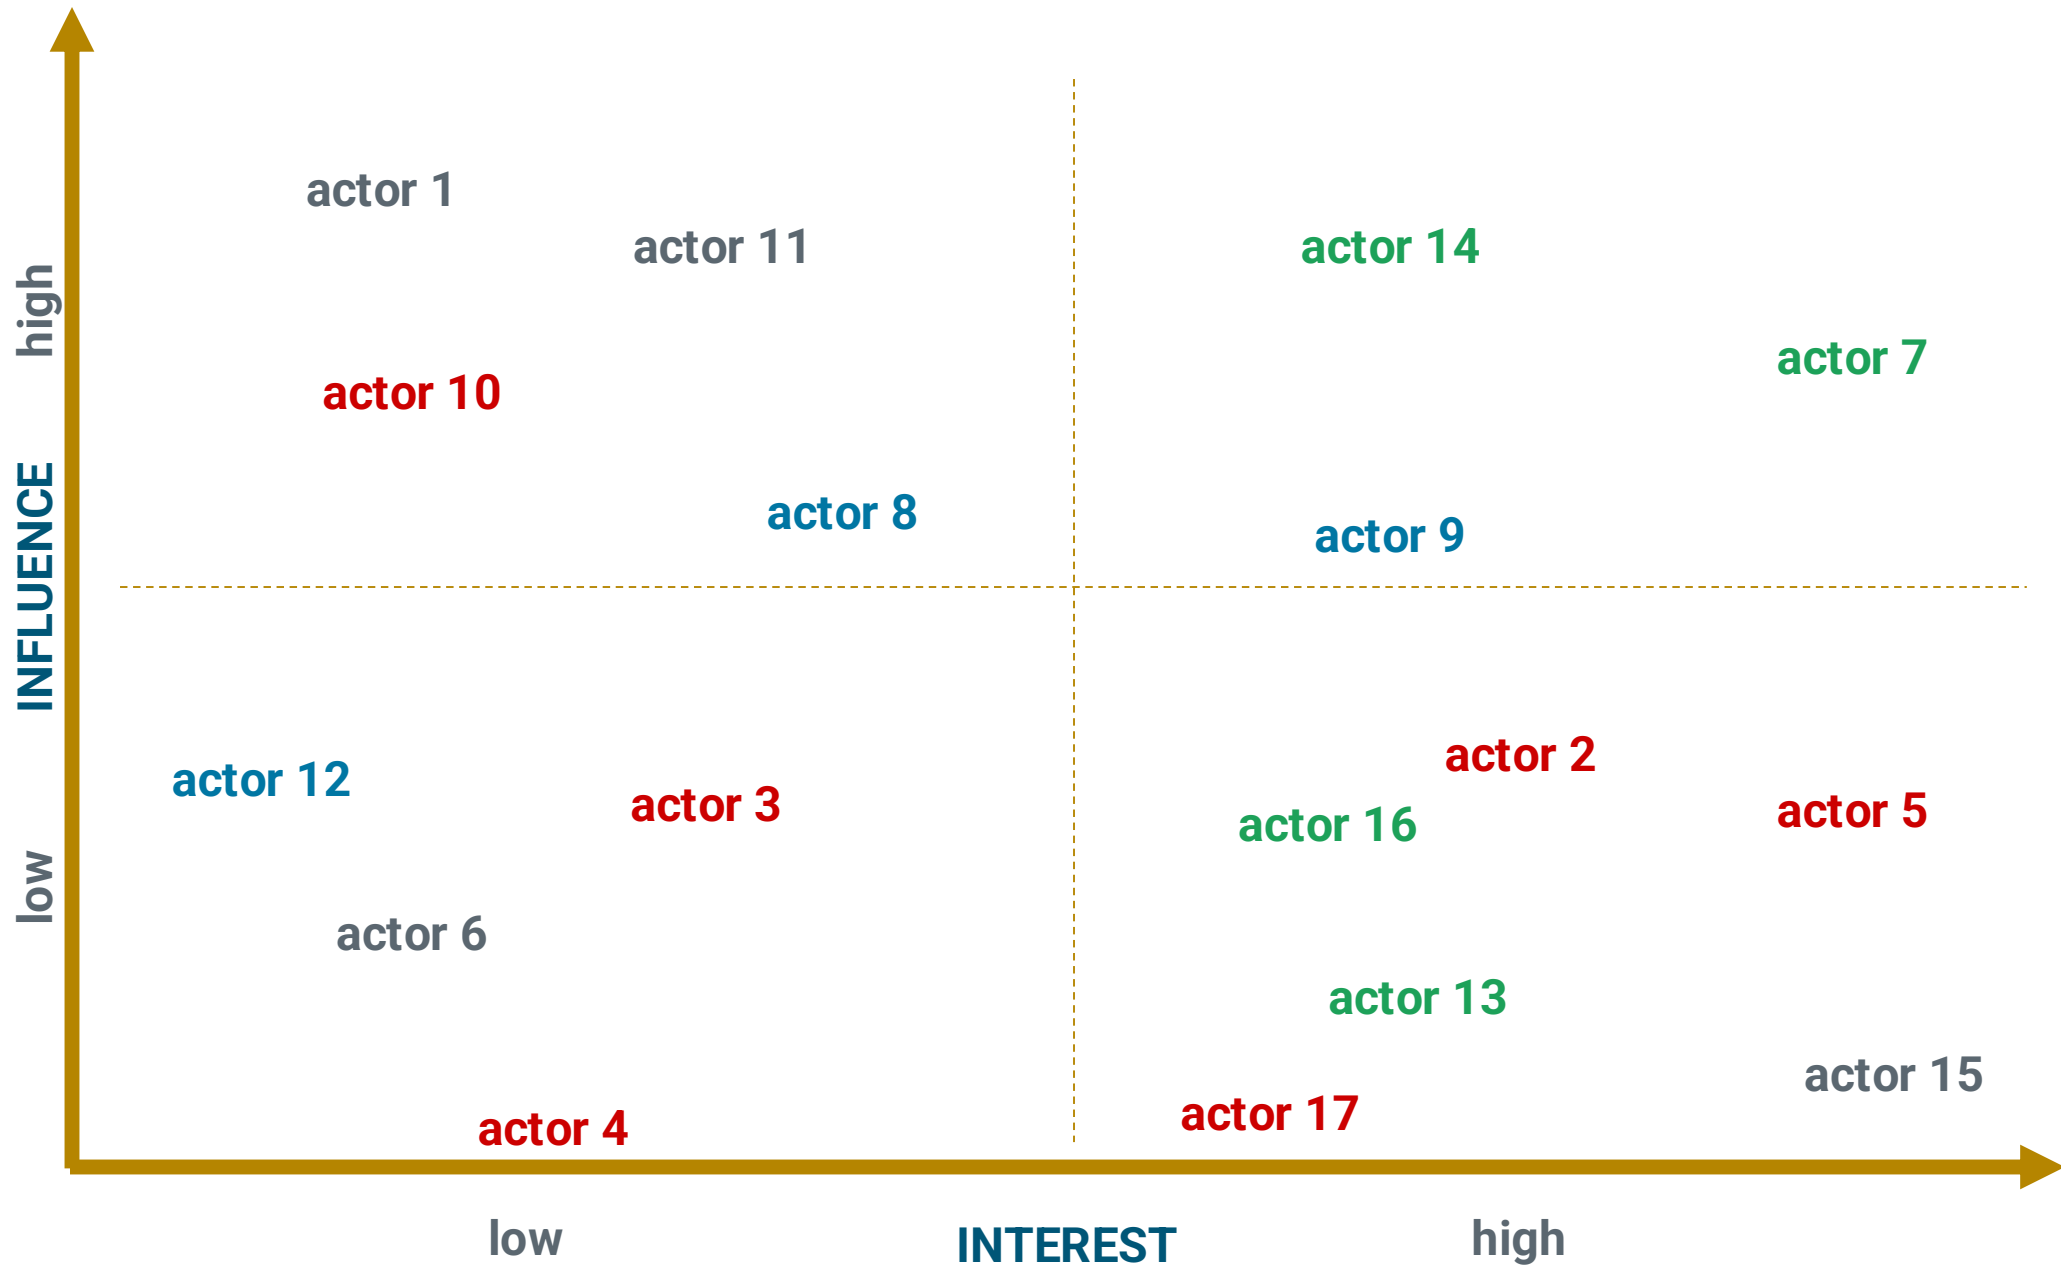 actor 1
actor 11
actor 14
high
actor 7
actor 10
actor 8
actor 9
INFLUENCE
actor 2
actor 12
actor 3
actor 5
actor 16
low
actor 6
actor 13
actor 15
actor 17
actor 4
low
INTEREST
high